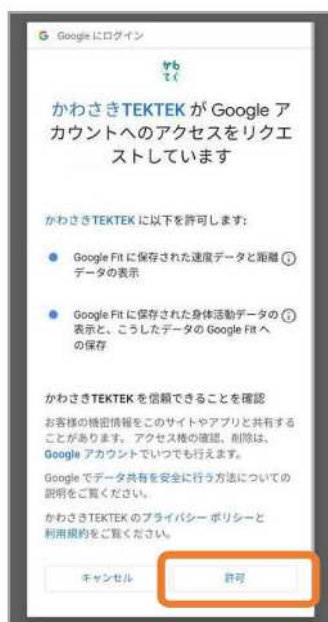 G Google にログイン
かわ
てく
かわさきTEKTEK が Google ア
カウントへのアクセスをリクエ
ストしています
かわさきTEKTEK に以下を許可します:
Google Fit に保存された速度データと距離
データの表示
Google Fit に保存された身体活動データの
表示と、こうしたデータの Google Fit へ
の保存
かわさきTEKTEK を信頼できることを確認
お客様の機密情報をこのサイトやアプリと共有する
ことがあります。 アクセス権の確認、削除は、
Google アカウントでいつでも行えます。
Google でデータ共有を安全に行う方法についての
説明をご覧ください。
かわさきTEKTEK のプライバシー ポリシーと
利用規約をご覧ください。
キャンセル
許可